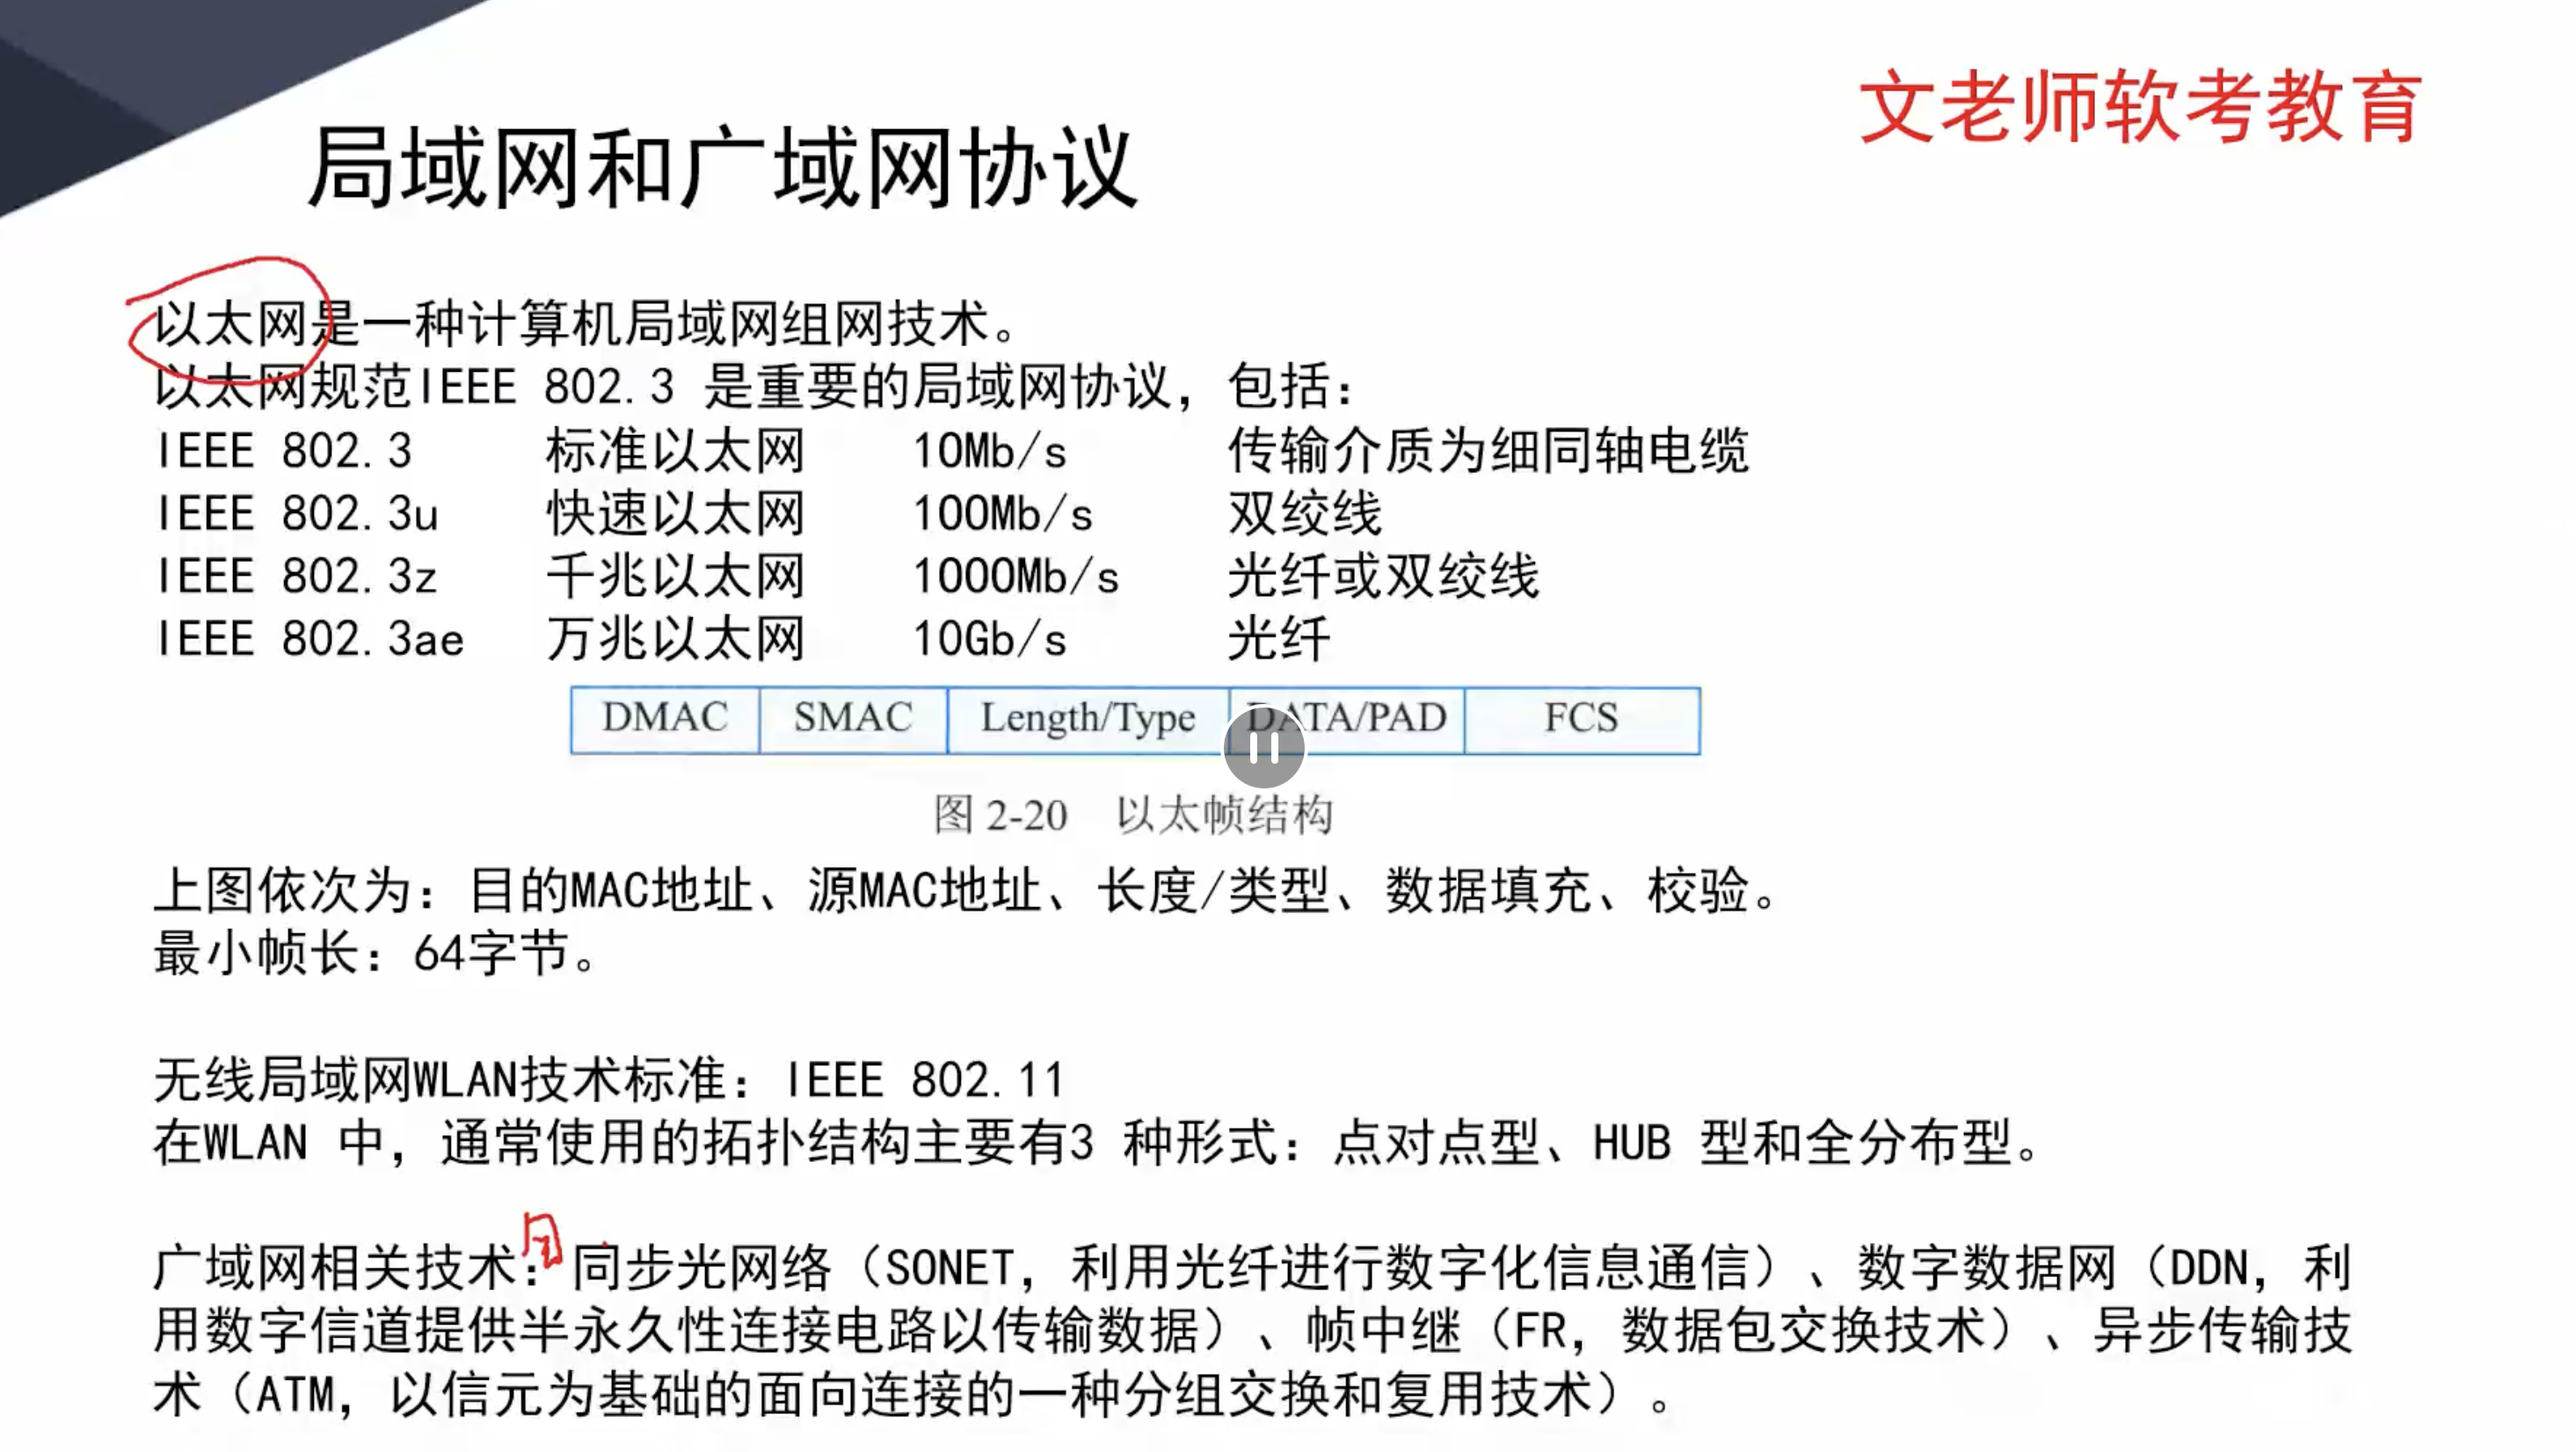 文老师软考教育
局域网和广域网协议
以太网是一种计算机局域网组网技术。
以太网规范IEEE 802.3 是重要的局域网协议，包括：
IEEE 802.3 标准以太网 10Mb/s 传输介质为细同轴电缆
IEEE 802.3u 快速以太网 100Mb/s 双绞线
IEEE 802.3z 千兆以太网 1000Mb/s 光纤或双绞线
IEEE 802.3ae 万兆以太网 10Gb/s 光纤
DMAC SMAC Length/Type DATA/PAD FCS
图 2-20 以太帧结构
上图依次为：目的MAC地址、源MAC地址、长度/类型、数据填充、校验。
最小帧长：64字节。
无线局域网WLAN技术标准：IEEE 802.11
在WLAN 中，通常使用的拓扑结构主要有3 种形式：点对点型、HUB 型和全分布型。
广域网相关技术：同步光网络（SONET，利用光纤进行数字化信息通信）、数字数据网（DDN，利
用数字信道提供半永久性连接电路以传输数据）、帧中继（FR，数据包交换技术）、异步传输技
术（ATM，以信元为基础的面向连接的一种分组交换和复用技术）。